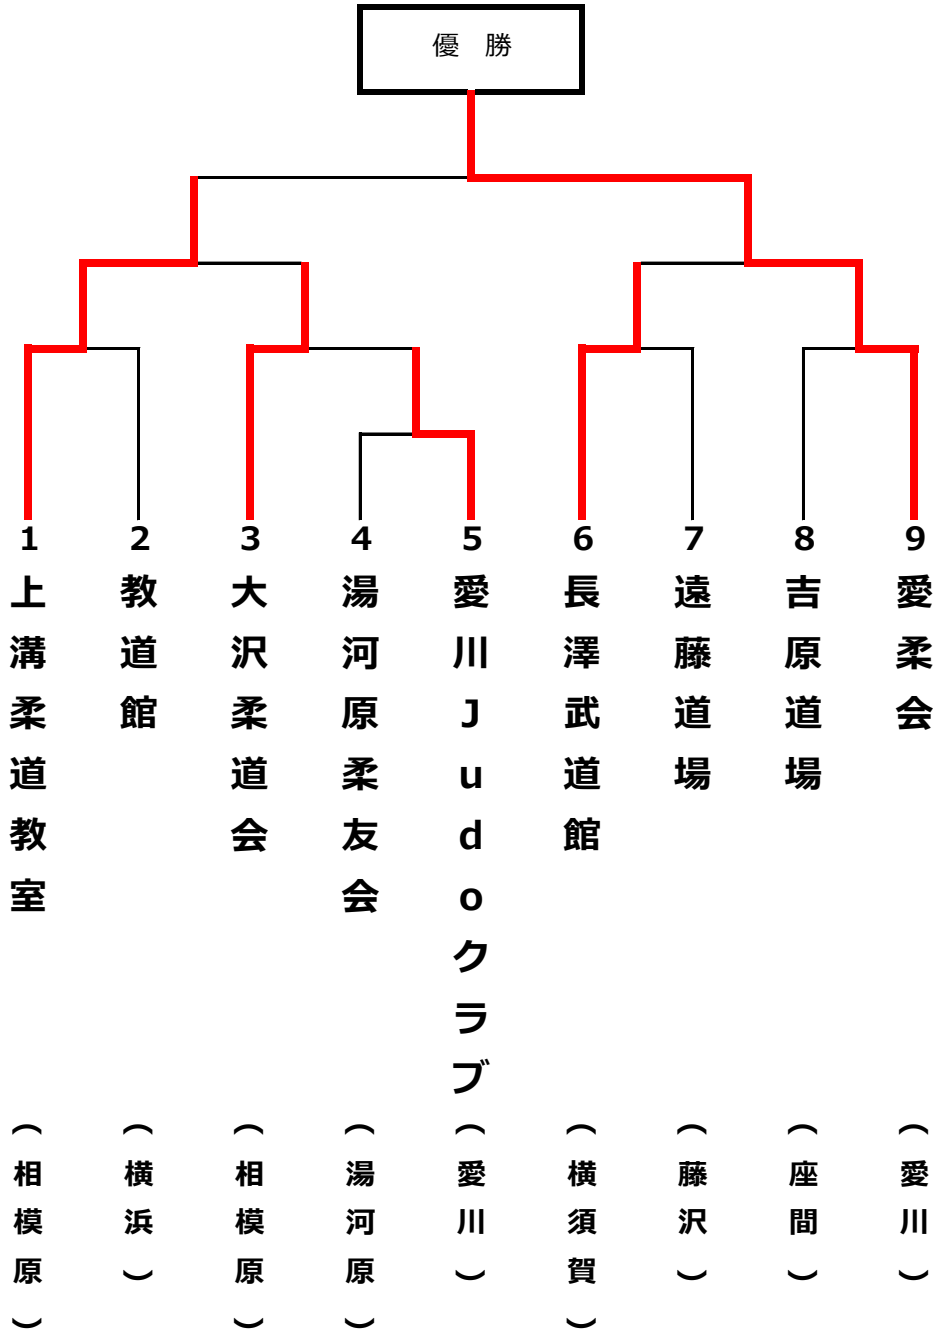 優 勝
1
上溝柔道教室
(相模原)
2
教道館
(横浜)
3
大沢柔道会
(相模原)
4
湯河原柔友会
(湯河原)
5
愛川Judoクラブ
(愛川)
6
長澤武道館
(横須賀)
7
遠藤道場
(藤沢)
8
吉原道場
(座間)
9
愛柔会
(愛川)